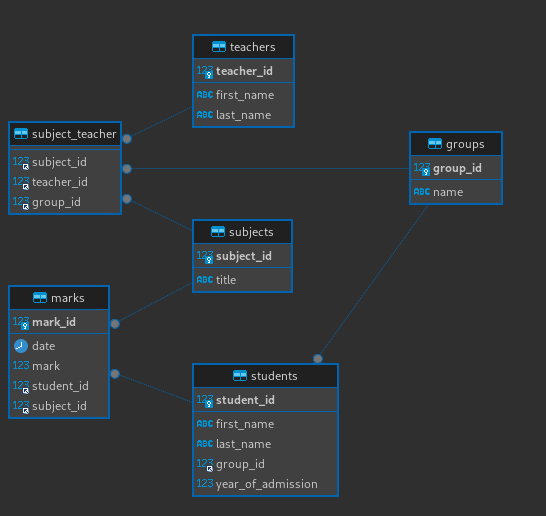 teachers
123 teacher_id
ABC first_name
ABC last_name
subject_teacher
123 subject_id
123 teacher_id
123 group_id
groups
123 group_id
ABC name
subjects
123 subject_id
ABC title
marks
123 mark_id
date
123 mark
123 student_id
123 subject_id
students
123 student_id
ABC first_name
ABC last_name
123 group_id
123 year_of_admission